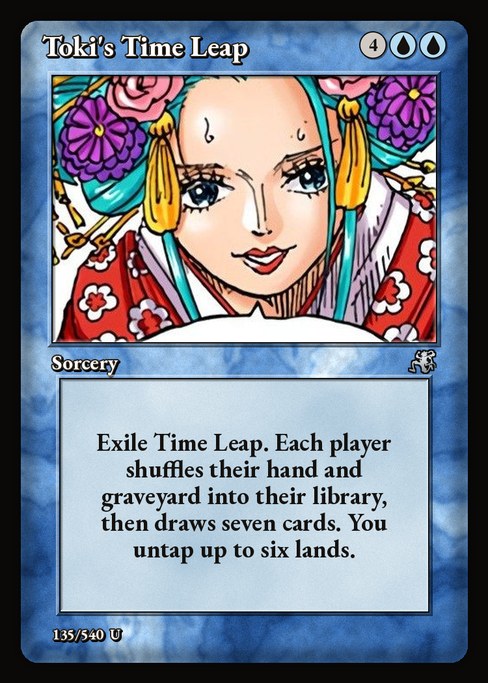 Toki's Time Leap
4
Sorcery
Exile Time Leap. Each player
shuffles their hand and
graveyard into their library,
then draws seven cards. You
untap up to six lands.
135/540 U